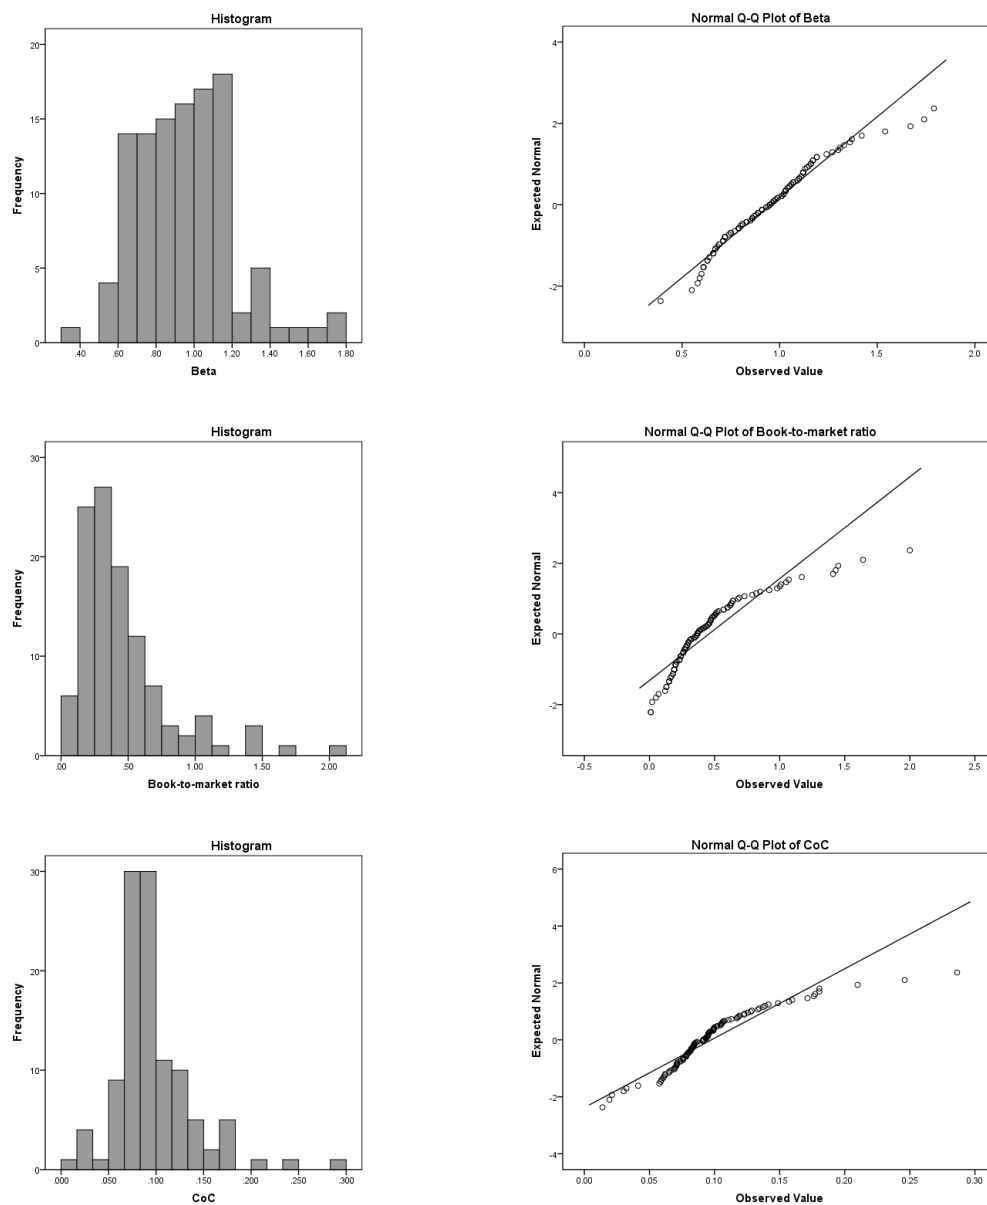 Histogram
Frequency
20
15
10
5
0
.40 .60 .80 1.00 1.20 1.40 1.60 1.80
Beta
Normal Q-Q Plot of Beta
Expected Normal
4
2
0
-2
0.0 0.5 1.0 1.5 2.0
Observed Value
Histogram
Frequency
30
20
10
0
.00 .50 1.00 1.50 2.00
Book-to-market ratio
Normal Q-Q Plot of Book-to-market ratio
Expected Normal
4
2
0
-2
-0.5 0.0 0.5 1.0 1.5 2.0 2.5
Observed Value
Histogram
Frequency
30
20
10
0
.000 .050 .100 .150 .200 .250 .300
CoC
Normal Q-Q Plot of CoC
Expected Normal
6
4
2
0
-2
-4
0.00 0.05 0.10 0.15 0.20 0.25 0.30
Observed Value